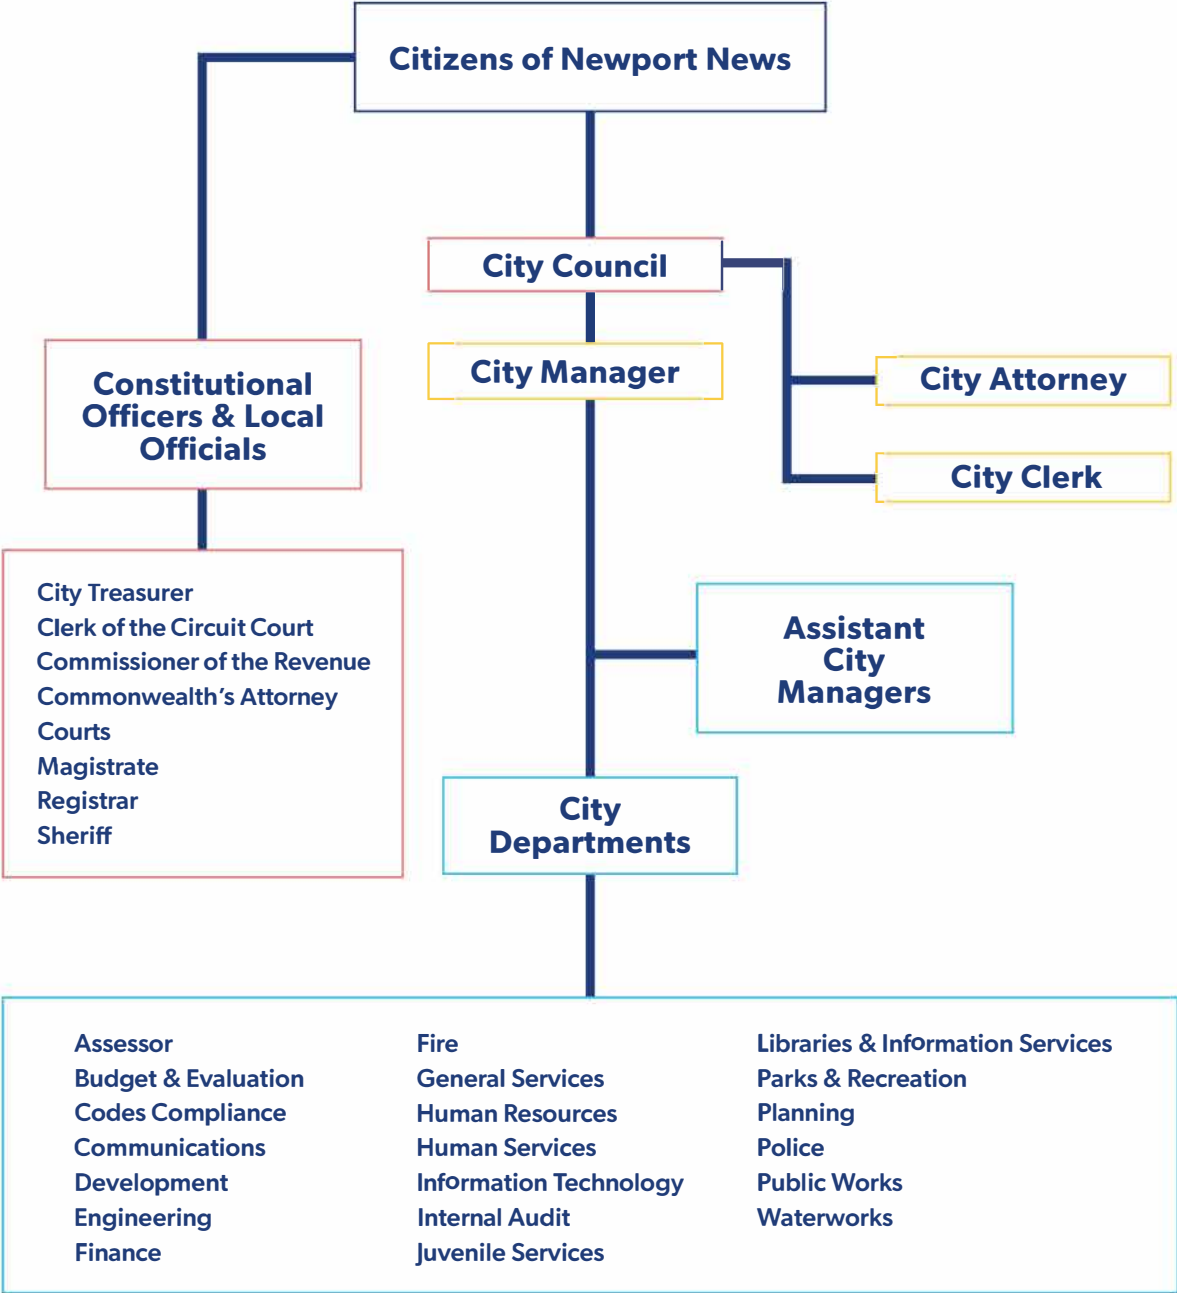 Citizens of Newport News
City Council
City Manager
City Attorney
City Clerk
Constitutional
Officers & Local
Officials
City Treasurer
Clerk of the Circuit Court
Commissioner of the Revenue
Commonwealth's Attorney
Courts
Magistrate
Registrar
Sheriff
Assistant
City
Managers
City
Departments
Assessor
Budget & Evaluation
Codes Compliance
Communications
Development
Engineering
Finance
Fire
General Services
Human Resources
Human Services
Information Technology
Internal Audit
Juvenile Services
Libraries & Information Services
Parks & Recreation
Planning
Police
Public Works
Waterworks